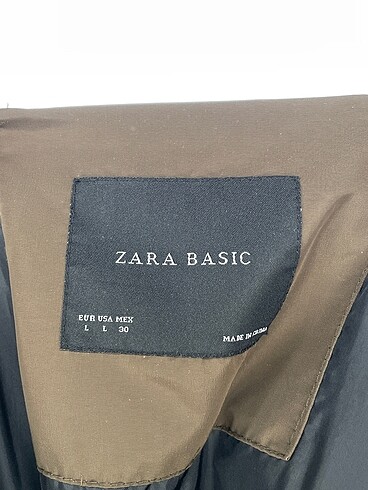 ZARA BASIC
EUR USA MEX
L L 30
MADE IN CHINA